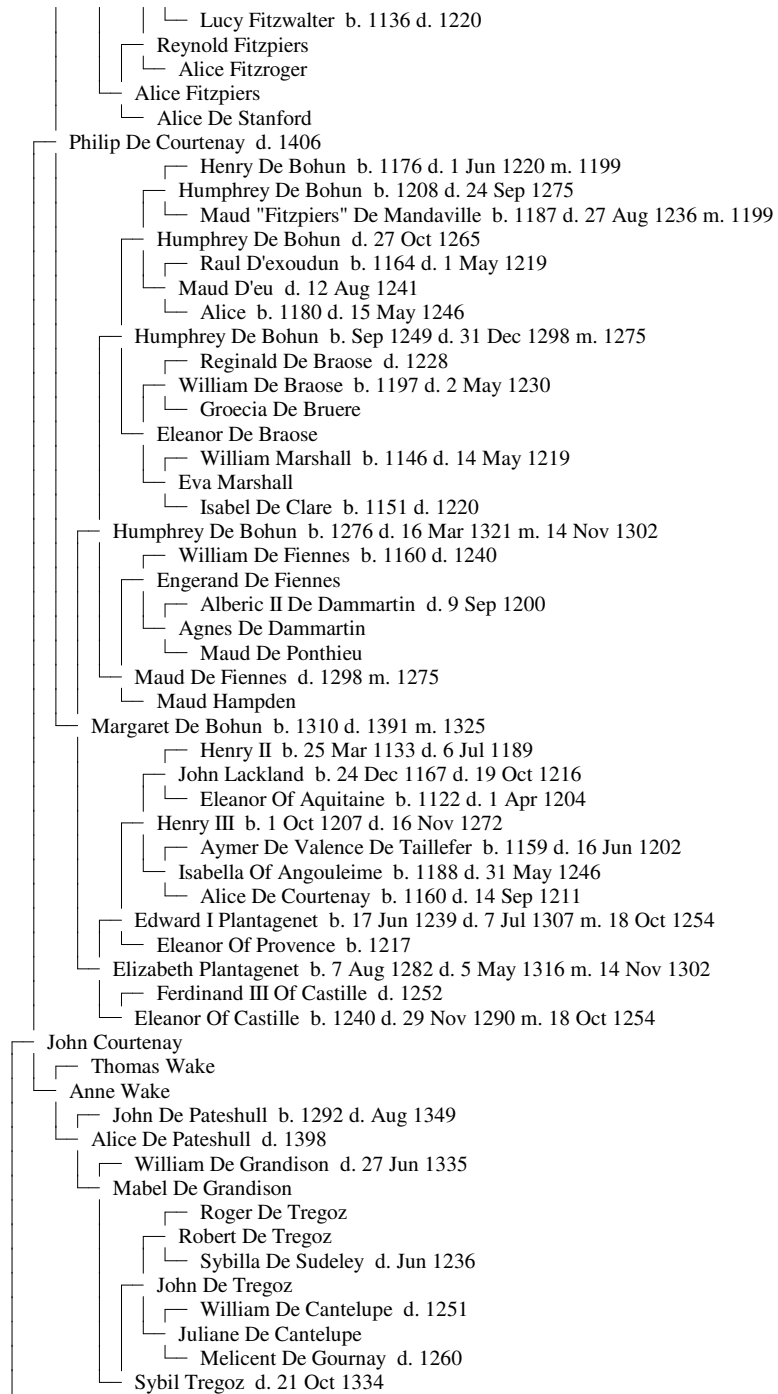 Lucy Fitzwalter b. 1136 d. 1220
Reynold Fitzpiers
Alice Fitzroger
Alice Fitzpiers
Alice De Stanford
Philip De Courtenay d. 1406
Henry De Bohun b. 1176 d. 1 Jun 1220 m. 1199
Humphrey De Bohun b. 1208 d. 24 Sep 1275
Maud "Fitzpiers" De Mandaville b. 1187 d. 27 Aug 1236 m. 1199
Humphrey De Bohun d. 27 Oct 1265
Raul D'exoudun b. 1164 d. 1 May 1219
Maud D'eu d. 12 Aug 1241
Alice b. 1180 d. 15 May 1246
Humphrey De Bohun b. Sep 1249 d. 31 Dec 1298 m. 1275
Reginald De Braose d. 1228
William De Braose b. 1197 d. 2 May 1230
Groecia De Bruere
Eleanor De Braose
William Marshall b. 1146 d. 14 May 1219
Eva Marshall
Isabel De Clare b. 1151 d. 1220
Humphrey De Bohun b. 1276 d. 16 Mar 1321 m. 14 Nov 1302
William De Fiennes b. 1160 d. 1240
Engerand De Fiennes
Alberic II De Dammartin d. 9 Sep 1200
Agnes De Dammartin
Maud De Ponthieu
Maud De Fiennes d. 1298 m. 1275
Maud Hampden
Margaret De Bohun b. 1310 d. 1391 m. 1325
Henry II b. 25 Mar 1133 d. 6 Jul 1189
John Lackland b. 24 Dec 1167 d. 19 Oct 1216
Eleanor Of Aquitaine b. 1122 d. 1 Apr 1204
Henry III b. 1 Oct 1207 d. 16 Nov 1272
Aymer De Valence De Taillefer b. 1159 d. 16 Jun 1202
Isabella Of Angouleime b. 1188 d. 31 May 1246
Alice De Courtenay b. 1160 d. 14 Sep 1211
Edward I Plantagenet b. 17 Jun 1239 d. 7 Jul 1307 m. 18 Oct 1254
Eleanor Of Provence b. 1217
Elizabeth Plantagenet b. 7 Aug 1282 d. 5 May 1316 m. 14 Nov 1302
Ferdinand III Of Castille d. 1252
Eleanor Of Castille b. 1240 d. 29 Nov 1290 m. 18 Oct 1254
John Courtenay
Thomas Wake
Anne Wake
John De Pateshull b. 1292 d. Aug 1349
Alice De Pateshull d. 1398
William De Grandison d. 27 Jun 1335
Mabel De Grandison
Roger De Tregoz
Robert De Tregoz
Sybilla De Sudeley d. Jun 1236
John De Tregoz
William De Cantelupe d. 1251
Juliane De Cantelupe
Melicent De Gournay d. 1260
Sybil Tregoz d. 21 Oct 1334